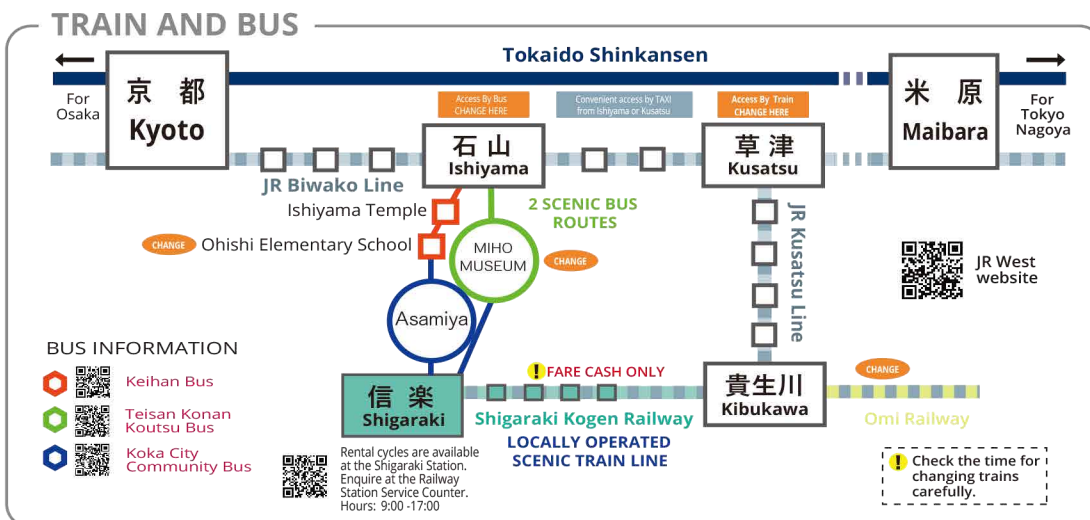 TRAIN AND BUS
Tokaido Shinkansen
For
Osaka
京都
Kyoto
Access By Bus
CHANGE HERE
Convenient access by TAXI
from Ishiyama or Kusatsu
Access By Train
CHANGE HERE
米原
Maibara
For
Tokyo
Nagoya
石山
Ishiyama
草津
Kusatsu
JR Biwako Line
Ishiyama Temple
2 SCENIC BUS
ROUTES
CHANGE
Ohishi Elementary School
MIHO
MUSEUM
CHANGE
JR Kusatsu Line
JR West
website
Asamiya
BUS INFORMATION
Keihan Bus
Teisan Konan
Koutsu Bus
Koka City
Community Bus
信楽
Shigaraki
! FARE CASH ONLY
Shigaraki Kogen Railway
LOCALLY OPERATED
SCENIC TRAIN LINE
貴生川
Kibukawa
CHANGE
Omi Railway
Rental cycles are available
at the Shigaraki Station.
Enquire at the Railway
Station Service Counter.
Hours: 9:00 -17:00
! Check the time for
changing trains
carefully.